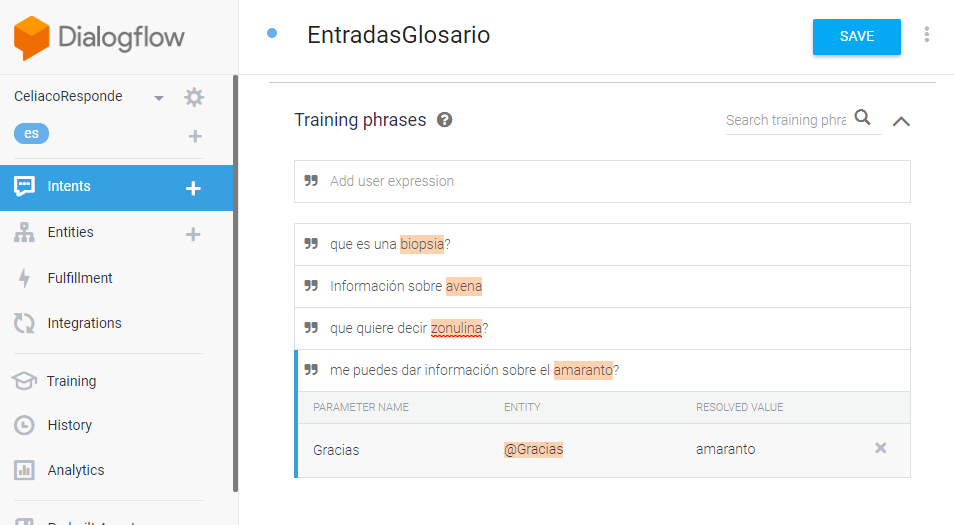 Dialogflow
EntradasGlosario
SAVE
CeliacoResponde
es
Intents
Entities
Fulfillment
Integrations
Training
History
Analytics
Training phrases
Search training phra
Add user expression
que es una biopsia?
Información sobre avena
que quiere decir zonulina?
me puedes dar información sobre el amaranto?
PARAMETER NAME ENTITY RESOLVED VALUE
Gracias @Gracias amaranto